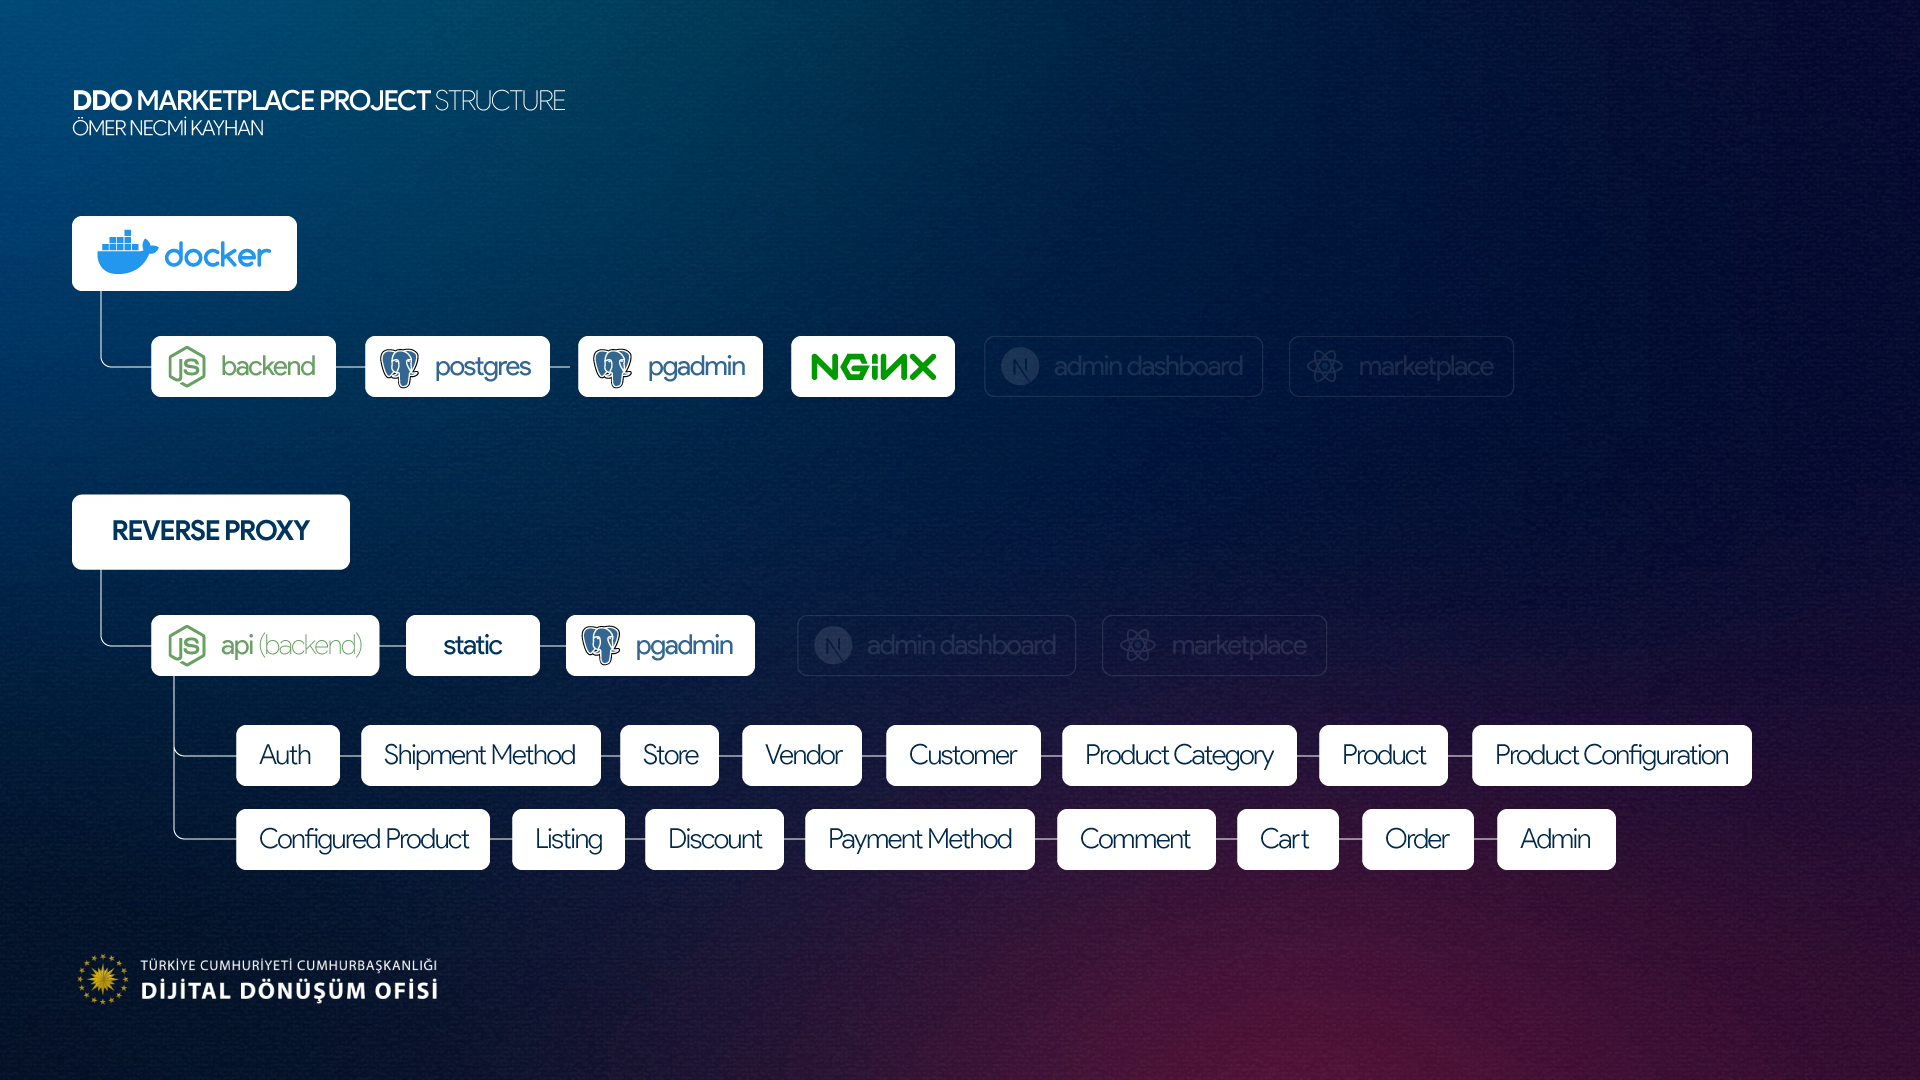 DDO MARKETPLACE PROJECT STRUCTURE
ÖMER NECMİ KAYHAN
docker
JS backend
postgres
pgadmin
NGiNX
N admin dashboard
marketplace
REVERSE PROXY
JS api (backend)
static
pgadmin
N admin dashboard
marketplace
Auth
Shipment Method
Store
Vendor
Customer
Product Category
Product
Product Configuration
Configured Product
Listing
Discount
Payment Method
Comment
Cart
Order
Admin
TÜRKİYE CUMHURİYETİ CUMHURBAŞKANLIĞI
DİJİTAL DÖNÜŞÜM OFİSİ